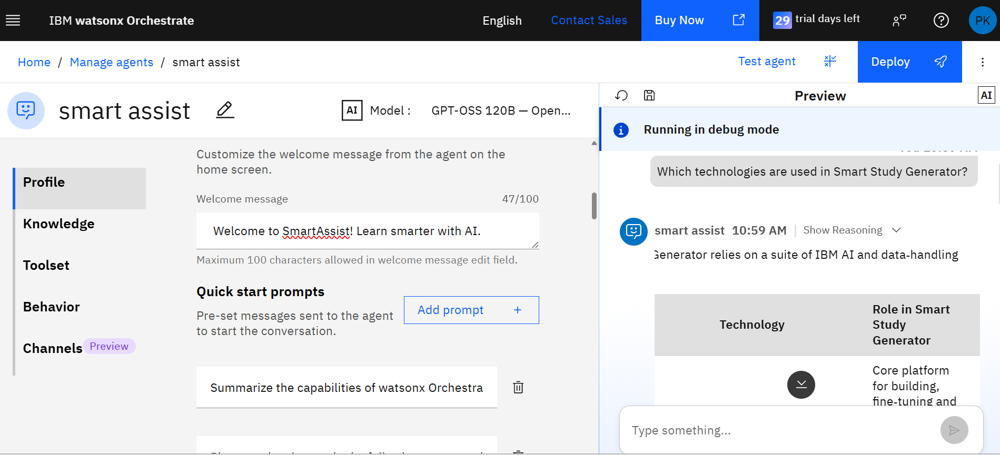 IBM watsonx Orchestrate
English
Contact Sales
Buy Now
29 trial days left
PK
Home / Manage agents / smart assist
Test agent
Deploy
smart assist
AI Model : GPT-OSS 120B — Open...
Profile
Knowledge
Toolset
Behavior
Channels Preview
Customize the welcome message from the agent on the
home screen.
Welcome message 47/100
Welcome to SmartAssist! Learn smarter with AI.
Maximum 100 characters allowed in welcome message edit field.
Quick start prompts
Pre-set messages sent to the agent
to start the conversation.
Add prompt +
Summarize the capabilities of watsonx Orchestra
Preview
AI
Running in debug mode
Which technologies are used in Smart Study Generator?
smart assist 10:59 AM Show Reasoning
Generator relies on a suite of IBM AI and data-handling
Technology
Role in Smart
Study
Generator
Core platform
for building,
fine-tuning and
Type something...